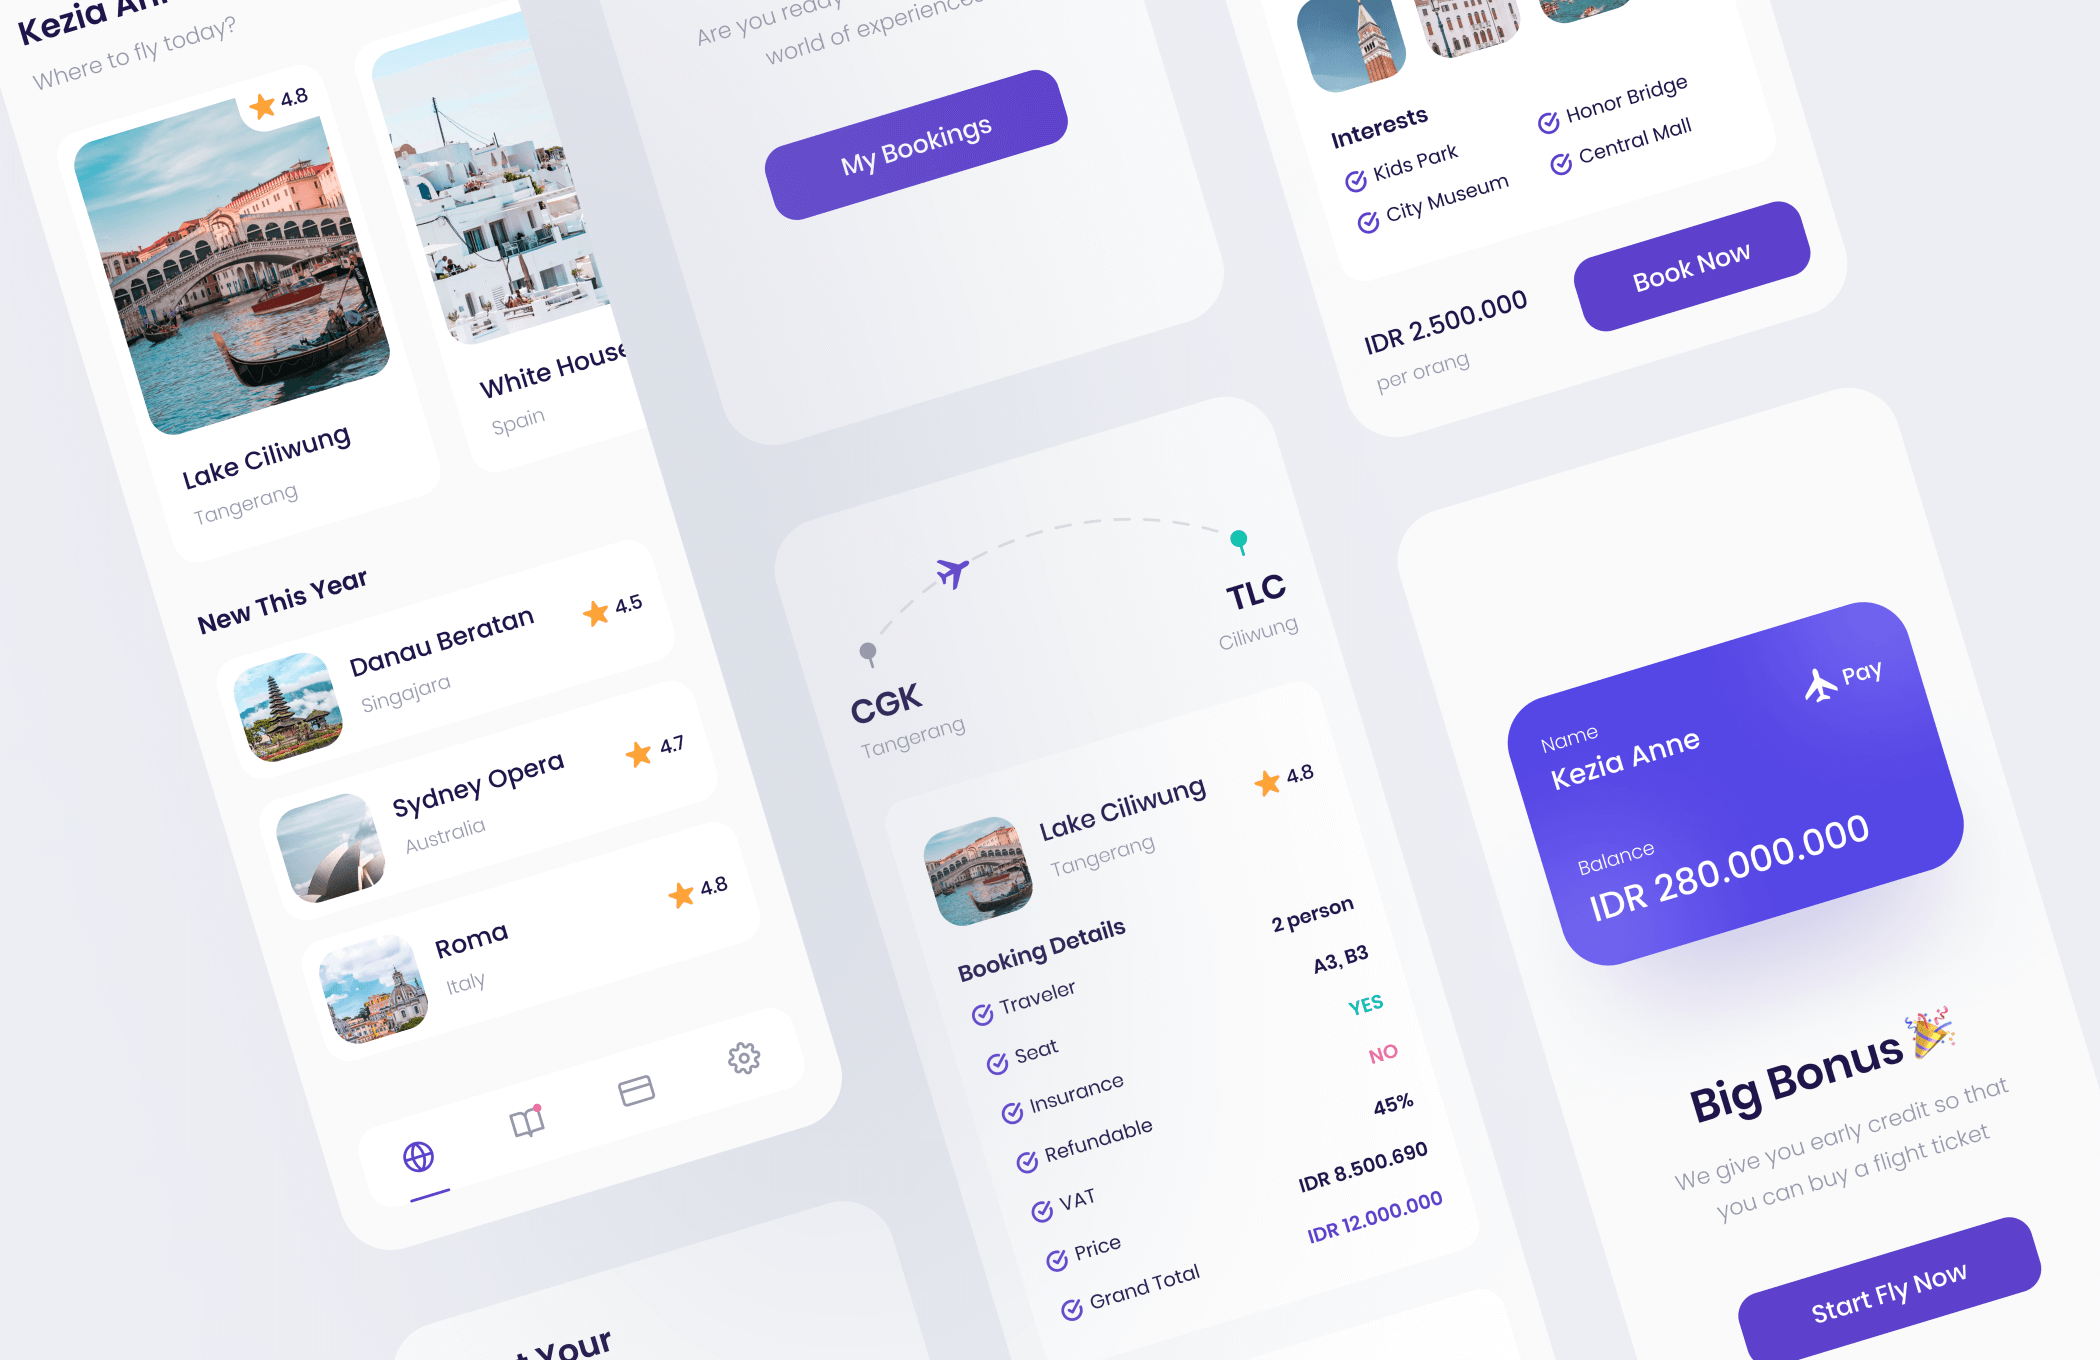 Kezia
Where to fly today?
4.8
Lake Ciliwung
Tangerang
White House
Spain
New This Year
Danau Beratan
Singajara
4.5
Sydney Opera
Australia
4.7
Roma
Italy
4.8
Your
Are you ready
world of experiences
My Bookings
CGK
Tangerang
TLC
Ciliwung
Lake Ciliwung
Tangerang
4.8
Booking Details
Traveler 2 person
Seat A3, B3
Insurance YES
Refundable NO
VAT 45%
Price IDR 8.500.690
Grand Total IDR 12.000.000
Interests
Kids Park
Honor Bridge
City Museum
Central Mall
IDR 2.500.000
per orang
Book Now
Pay
Name
Kezia Anne
Balance
IDR 280.000.000
Big Bonus 🎉
We give you early credit so that
you can buy a flight ticket
Start Fly Now